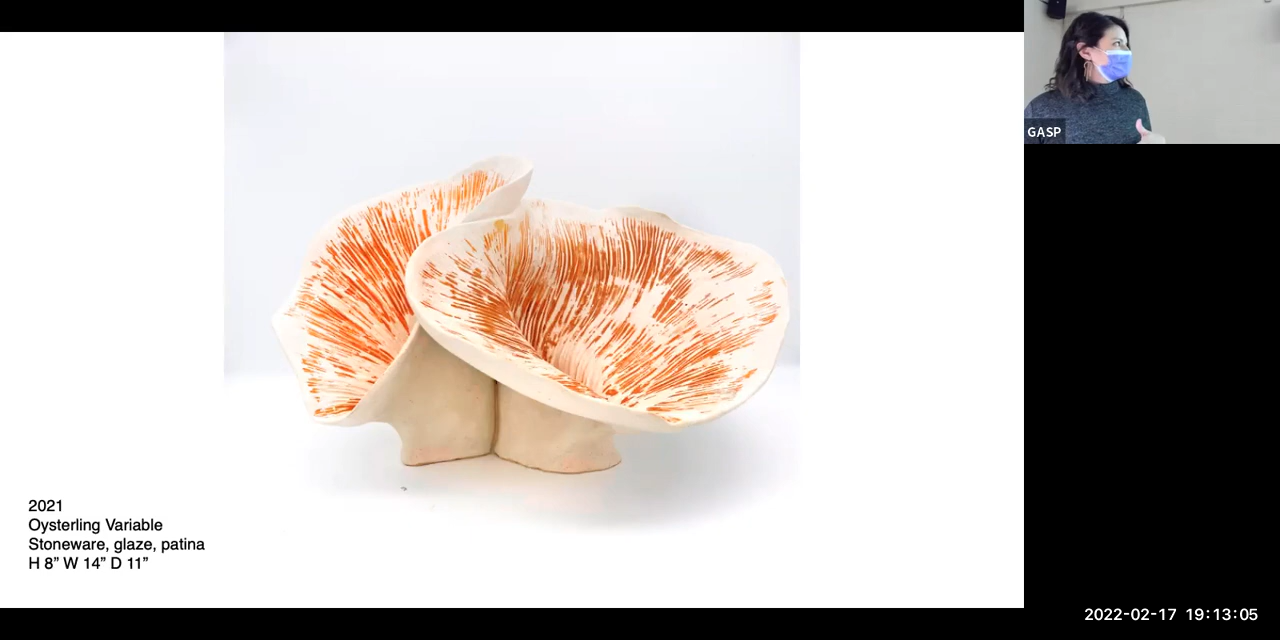 GASP
2021
Oysterling Variable
Stoneware, glaze, patina
H 8” W 14” D 11”
2022-02-17 19:13:05